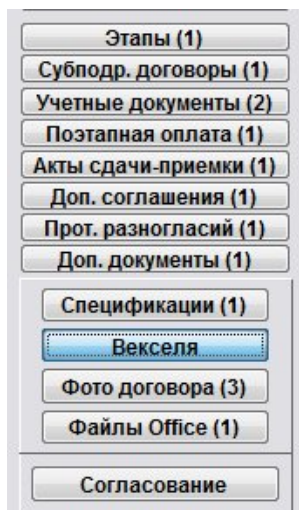 Этапы (1)
Субподр. договоры (1)
Учетные документы (2)
Поэтапная оплата (1)
Акты сдачи-приемки (1)
Доп. соглашения (1)
Прот. разногласий (1)
Доп. документы (1)
Спецификации (1)
Векселя
Фото договора (3)
Файлы Office (1)
Согласование